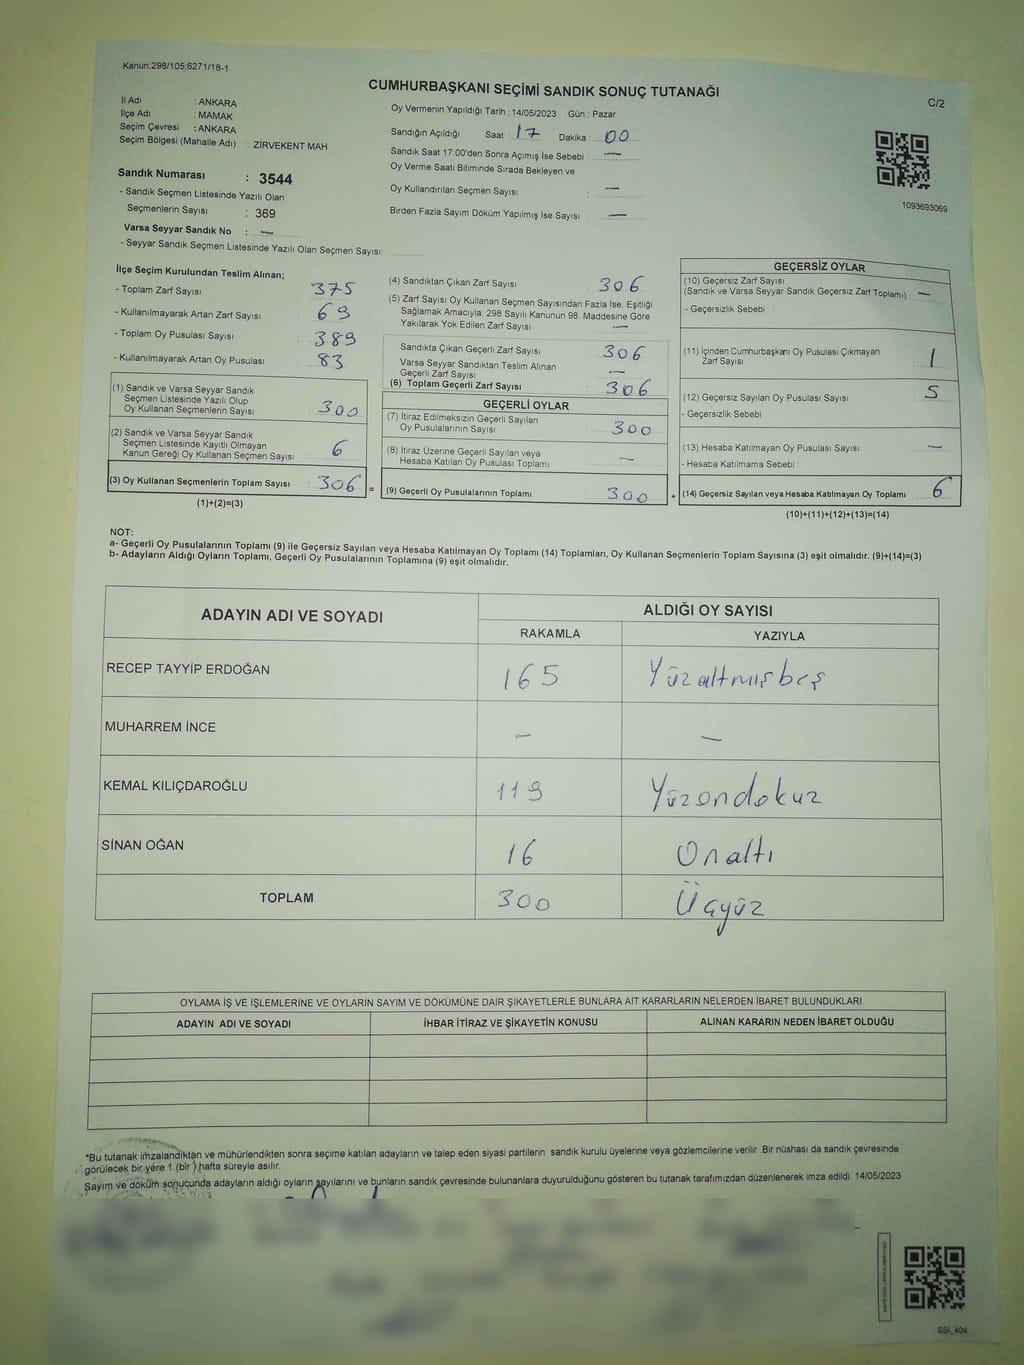 Kanun:298/105;6271/18-1
CUMHURBAŞKANI SEÇİMİ SANDIK SONUÇ TUTANAĞI
C/2
İl Adı : ANKARA
İlçe Adı : MAMAK
Seçim Çevresi : ANKARA
Seçim Bölgesi (Mahalle Adı) : ZİRVEKENT MAH
Sandık Numarası : 3544
- Sandık Seçmen Listesinde Yazılı Olan
Seçmenlerin Sayısı : 369
Varsa Seyyar Sandık No : —
- Seyyar Sandık Seçmen Listesinde Yazılı Olan Seçmen Sayısı:
Oy Vermenin Yapıldığı Tarih : 14/05/2023 Gün : Pazar
Sandığın Açıldığı Saat : 17 Dakika : 00
Sandık Saat 17:00'den Sonra Açımış İse Sebebi : —
Oy Verme Saati Bitiminde Sırada Bekleyen ve
Oy Kullandırılan Seçmen Sayısı : —
Birden Fazla Sayım Döküm Yapılmış İse Sayısı : —
1093693069
İlçe Seçim Kurulundan Teslim Alınan;
- Toplam Zarf Sayısı : 375
- Kullanılmayarak Artan Zarf Sayısı : 69
- Toplam Oy Pusulası Sayısı : 389
- Kullanılmayarak Artan Oy Pusulası : 83
(1) Sandık ve Varsa Seyyar Sandık
Seçmen Listesinde Yazılı Olup
Oy Kullanan Seçmenlerin Sayısı : 300
(2) Sandık ve Varsa Seyyar Sandık
Seçmen Listesinde Kayıtlı Olmayan
Kanun Gereği Oy Kullanan Seçmen Sayısı : 6
(3) Oy Kullanan Seçmenlerin Toplam Sayısı : 306 =
(1)+(2)=(3)
(4) Sandıktan Çıkan Zarf Sayısı : 306
(5) Zarf Sayısı Oy Kullanan Seçmen Sayısından Fazla İse, Eşitliği
Sağlamak Amacıyla; 298 Sayılı Kanunun 98. Maddesine Göre
Yakılarak Yok Edilen Zarf Sayısı : —
Sandıkta Çıkan Geçerli Zarf Sayısı : 306
Varsa Seyyar Sandıktan Teslim Alınan
Geçerli Zarf Sayısı : —
(6) Toplam Geçerli Zarf Sayısı : 306
GEÇERLİ OYLAR
(7) İtiraz Edilmeksizin Geçerli Sayılan
Oy Pusulalarının Sayısı : 300
(8) İtiraz Üzerine Geçerli Sayılan veya
Hesaba Katılan Oy Pusulası Toplamı : —
(9) Geçerli Oy Pusulalarının Toplamı : 300 +
GEÇERSİZ OYLAR
(10) Geçersiz Zarf Sayısı
(Sandık ve Varsa Seyyar Sandık Geçersiz Zarf Toplamı) : —
- Geçersizlik Sebebi
(11) İçinden Cumhurbaşkanı Oy Pusulası Çıkmayan
Zarf Sayısı : 1
(12) Geçersiz Sayılan Oy Pusulası Sayısı : 5
- Geçersizlik Sebebi
(13) Hesaba Katılmayan Oy Pusulası Sayısı : —
- Hesaba Katılmama Sebebi
(14) Geçersiz Sayılan veya Hesaba Katılmayan Oy Toplamı : 6
(10)+(11)+(12)+(13)=(14)
NOT:
a- Geçerli Oy Pusulalarının Toplamı (9) ile Geçersiz Sayılan veya Hesaba Katılmayan Oy Toplamı (14) Toplamları, Oy Kullanan Seçmenlerin Toplam Sayısına (3) eşit olmalıdır. (9)+(14)=(3)
b- Adayların Aldığı Oyların Toplamı, Geçerli Oy Pusulalarının Toplamına (9) eşit olmalıdır.
ADAYIN ADI VE SOYADI ALDIĞI OY SAYISI
RAKAMLA YAZIYLA
RECEP TAYYİP ERDOĞAN 165 Yüzaltmışbeş
MUHARREM İNCE — —
KEMAL KILIÇDAROĞLU 119 Yüzondokuz
SİNAN OĞAN 16 Onaltı
TOPLAM 300 Üçyüz
OYLAMA İŞ VE İŞLEMLERİNE VE OYLARIN SAYIM VE DÖKÜMÜNE DAİR ŞİKAYETLERLE BUNLARA AİT KARARLARIN NELERDEN İBARET BULUNDUKLARI
ADAYIN ADI VE SOYADI İHBAR İTİRAZ VE ŞİKAYETİN KONUSU ALINAN KARARIN NEDEN İBARET OLDUĞU
*Bu tutanak imzalandıktan ve mühürlendikten sonra seçime katılan adayların ve talep eden siyasi partilerin sandık kurulu üyelerine veya gözlemcilerine verilir. Bir nüshası da sandık çevresinde
görülecek bir yere 1 (bir ) hafta süreyle asılır.
Sayım ve döküm sonucunda adayların aldığı oyların sayılarını ve bunların sandık çevresinde bulunanlara duyurulduğunu gösteren bu tutanak tarafımızdan düzenlenerek imza edildi. 14/05/2023
SSI_404